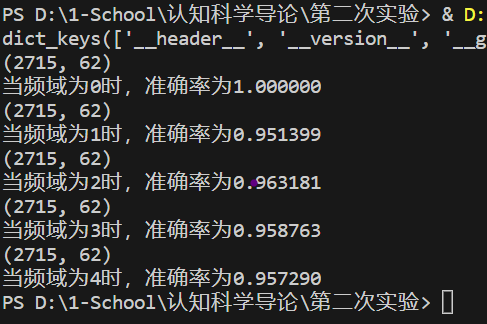 PS D:\1-School\认知科学导论\第二次实验> & D:
dict_keys(['__header__', '__version__', '__g
(2715, 62)
当频域为0时，准确率为1.000000
(2715, 62)
当频域为1时，准确率为0.951399
(2715, 62)
当频域为2时，准确率为0.963181
(2715, 62)
当频域为3时，准确率为0.958763
(2715, 62)
当频域为4时，准确率为0.957290
PS D:\1-School\认知科学导论\第二次实验>